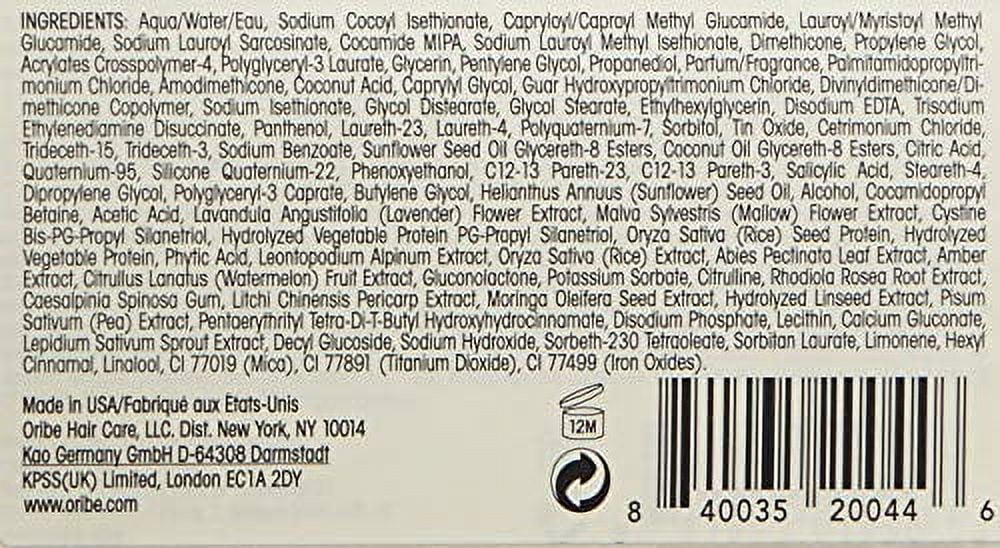 INGREDIENTS: Aqua/Water/Eau, Sodium Cocoyl Isethionate, Capryloyl/Caproyl Methyl Glucamide, Lauroyl/Myristoyl Methyl
Glucamide, Sodium Lauroyl Sarcosinate, Cocamide MIPA, Sodium Lauroyl Methyl Isethionate, Dimethicone, Propylene Glycol,
Acrylates Crosspolymer-4, Polyglyceryl-3 Laurate, Glycerin, Pentylene Glycol, Propanediol, Parfum/Fragrance, Palmitamidopropyltri-
monium Chloride, Amodimethicone, Coconut Acid, Caprylyl Glycol, Guar Hydroxypropyltrimonium Chloride, Divinyldimethicone/Di-
methicone Copolymer, Sodium Isethionate, Glycol Distearate, Glycol Stearate, Ethylhexylglycerin, Disodium EDTA, Trisodium
Ethylenediamine Disuccinate, Panthenol, Laureth-23, Laureth-4, Polyquaternium-7, Sorbitol, Tin Oxide, Cetrimonium Chloride,
Trideceth-15, Trideceth-3, Sodium Benzoate, Sunflower Seed Oil Glycereth-8 Esters, Coconut Oil Glycereth-8 Esters, Citric Acid,
Quaternium-95, Silicone Quaternium-22, Phenoxyethanol, C12-13 Pareth-23, C12-13 Pareth-3, Salicylic Acid, Steareth-4,
Dipropylene Glycol, Polyglyceryl-3 Caprate, Butylene Glycol, Helianthus Annuus (Sunflower) Seed Oil, Alcohol, Cocamidopropyl
Betaine, Acetic Acid, Lavandula Angustifolia (Lavender) Flower Extract, Malva Sylvestris (Mallow) Flower Extract, Cystine
Bis-PG-Propyl Silanetriol, Hydrolyzed Vegetable Protein PG-Propyl Silanetriol, Oryza Sativa (Rice) Seed Protein, Hydrolyzed
Vegetable Protein, Phytic Acid, Leontopodium Alpinum Extract, Oryza Sativa (Rice) Extract, Abies Pectinata Leaf Extract, Amber
Extract, Citrullus Lanatus (Watermelon) Fruit Extract, Gluconolactone, Potassium Sorbate, Citrulline, Rhodiola Rosea Root Extract,
Caesalpinia Spinosa Gum, Litchi Chinensis Pericarp Extract, Moringa Oleifera Seed Extract, Hydrolyzed Linseed Extract, Pisum
Sativum (Pea) Extract, Pentaerythrityl Tetra-Di-T-Butyl Hydroxyhydrocinnamate, Disodium Phosphate, Lecithin, Calcium Gluconate,
Lepidium Sativum Sprout Extract, Decyl Glucoside, Sodium Hydroxide, Sorbeth-230 Tetraoleate, Sorbitan Laurate, Limonene, Hexyl
Cinnamal, Linalool, CI 77019 (Mica), CI 77891 (Titanium Dioxide), CI 77499 (Iron Oxides).
Made in USA/Fabriqué aux Etats-Unis
Oribe Hair Care, LLC. Dist. New York, NY 10014
Kao Germany GmbH D-64308 Darmstadt
KPSS(UK) Limited, London EC1A 2DY
www.oribe.com
12M
8 40035 20044 6